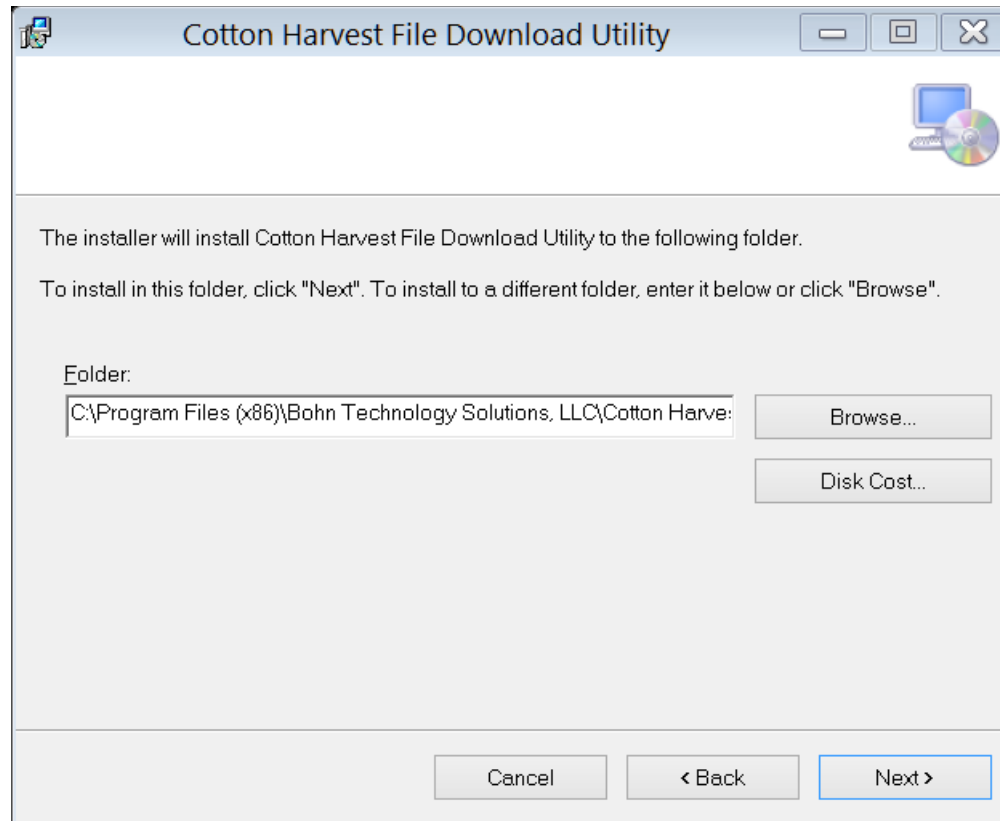 Cotton Harvest File Download Utility
The installer will install Cotton Harvest File Download Utility to the following folder.
To install in this folder, click "Next". To install to a different folder, enter it below or click "Browse".
Folder:
C:\Program Files (x86)\Bohn Technology Solutions, LLC\Cotton Harve
Browse...
Disk Cost...
Cancel
< Back
Next >